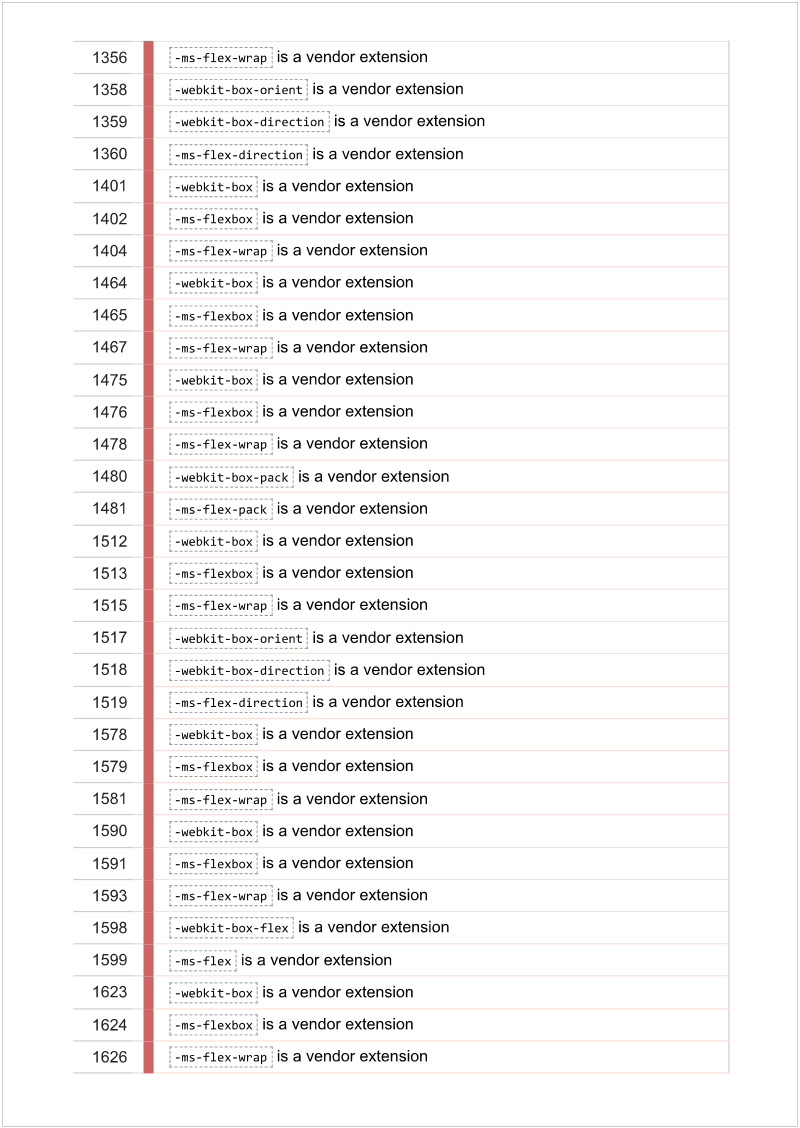 1356 -ms-flex-wrap is a vendor extension
1358 -webkit-box-orient is a vendor extension
1359 -webkit-box-direction is a vendor extension
1360 -ms-flex-direction is a vendor extension
1401 -webkit-box is a vendor extension
1402 -ms-flexbox is a vendor extension
1404 -ms-flex-wrap is a vendor extension
1464 -webkit-box is a vendor extension
1465 -ms-flexbox is a vendor extension
1467 -ms-flex-wrap is a vendor extension
1475 -webkit-box is a vendor extension
1476 -ms-flexbox is a vendor extension
1478 -ms-flex-wrap is a vendor extension
1480 -webkit-box-pack is a vendor extension
1481 -ms-flex-pack is a vendor extension
1512 -webkit-box is a vendor extension
1513 -ms-flexbox is a vendor extension
1515 -ms-flex-wrap is a vendor extension
1517 -webkit-box-orient is a vendor extension
1518 -webkit-box-direction is a vendor extension
1519 -ms-flex-direction is a vendor extension
1578 -webkit-box is a vendor extension
1579 -ms-flexbox is a vendor extension
1581 -ms-flex-wrap is a vendor extension
1590 -webkit-box is a vendor extension
1591 -ms-flexbox is a vendor extension
1593 -ms-flex-wrap is a vendor extension
1598 -webkit-box-flex is a vendor extension
1599 -ms-flex is a vendor extension
1623 -webkit-box is a vendor extension
1624 -ms-flexbox is a vendor extension
1626 -ms-flex-wrap is a vendor extension